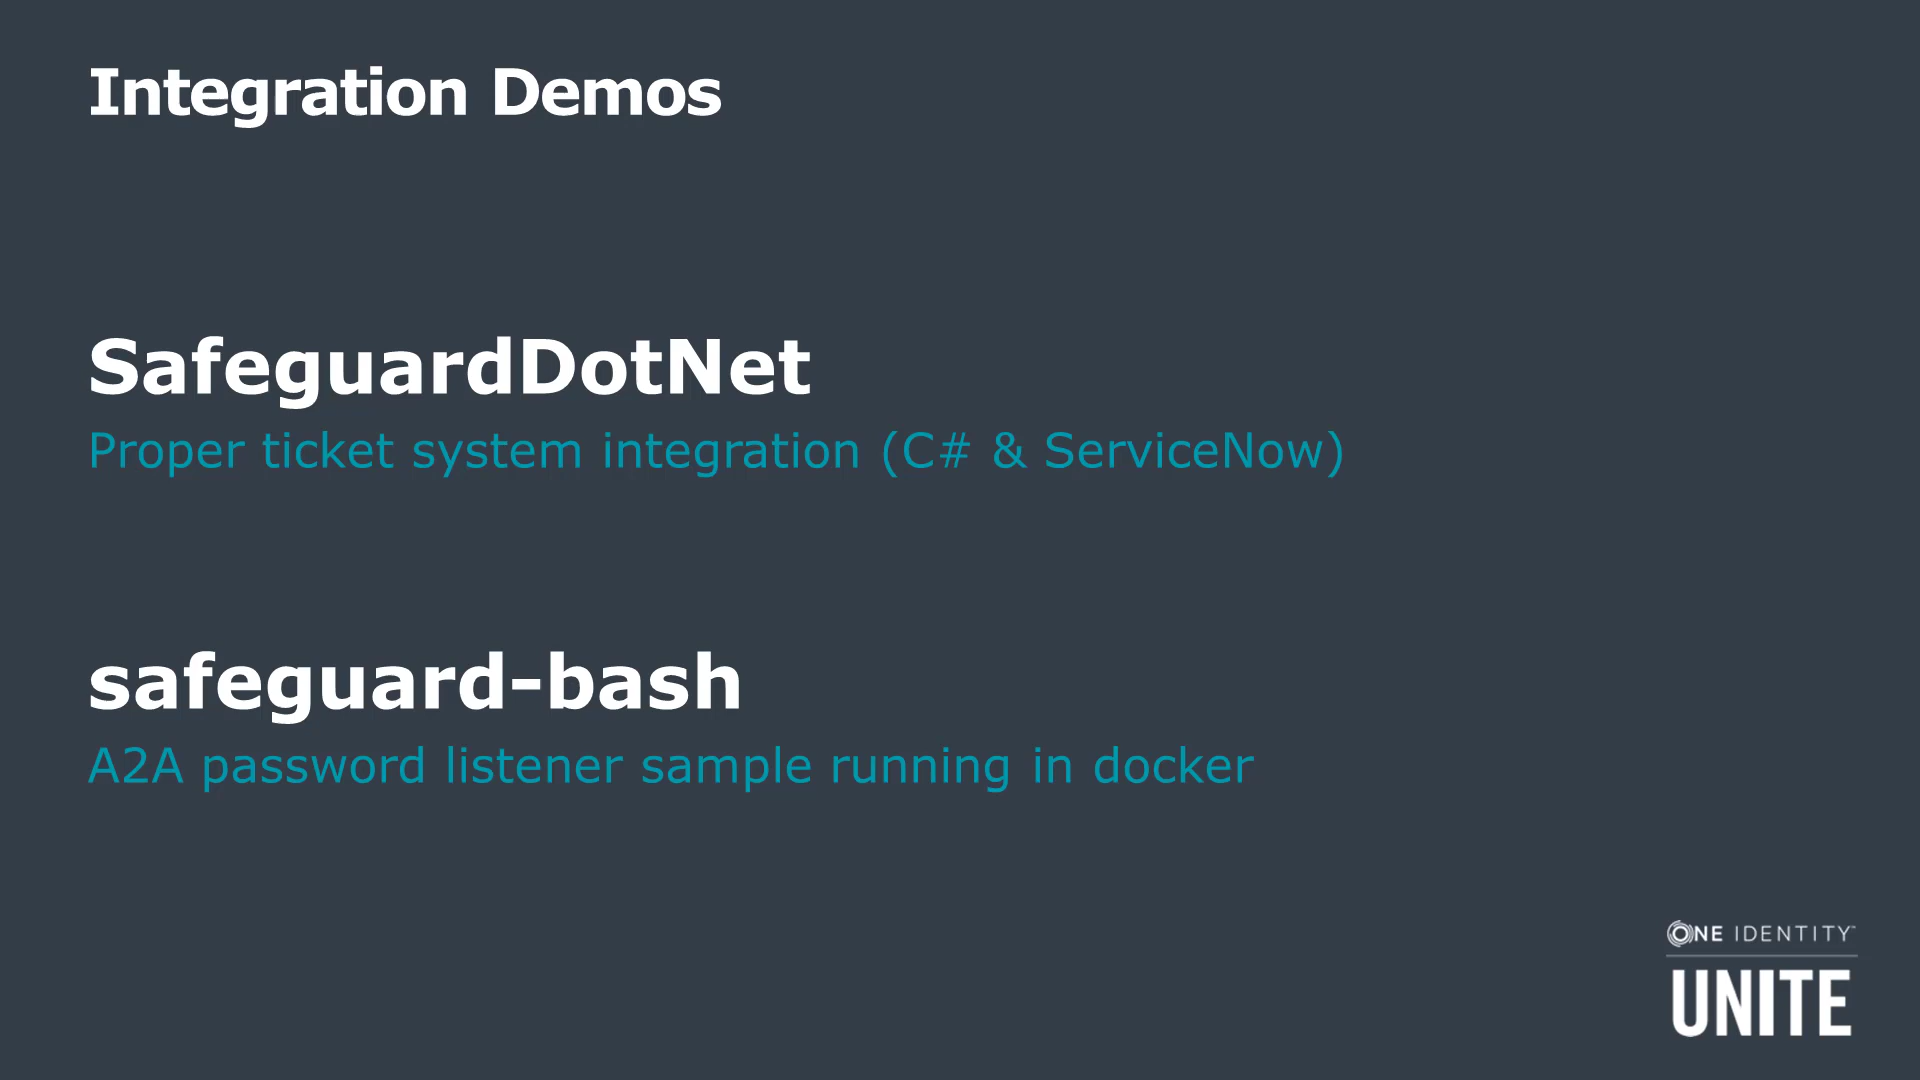 Integration Demos
SafeguardDotNet
Proper ticket system integration (C# & ServiceNow)
safeguard-bash
A2A password listener sample running in docker
ONE IDENTITY™
UNITE